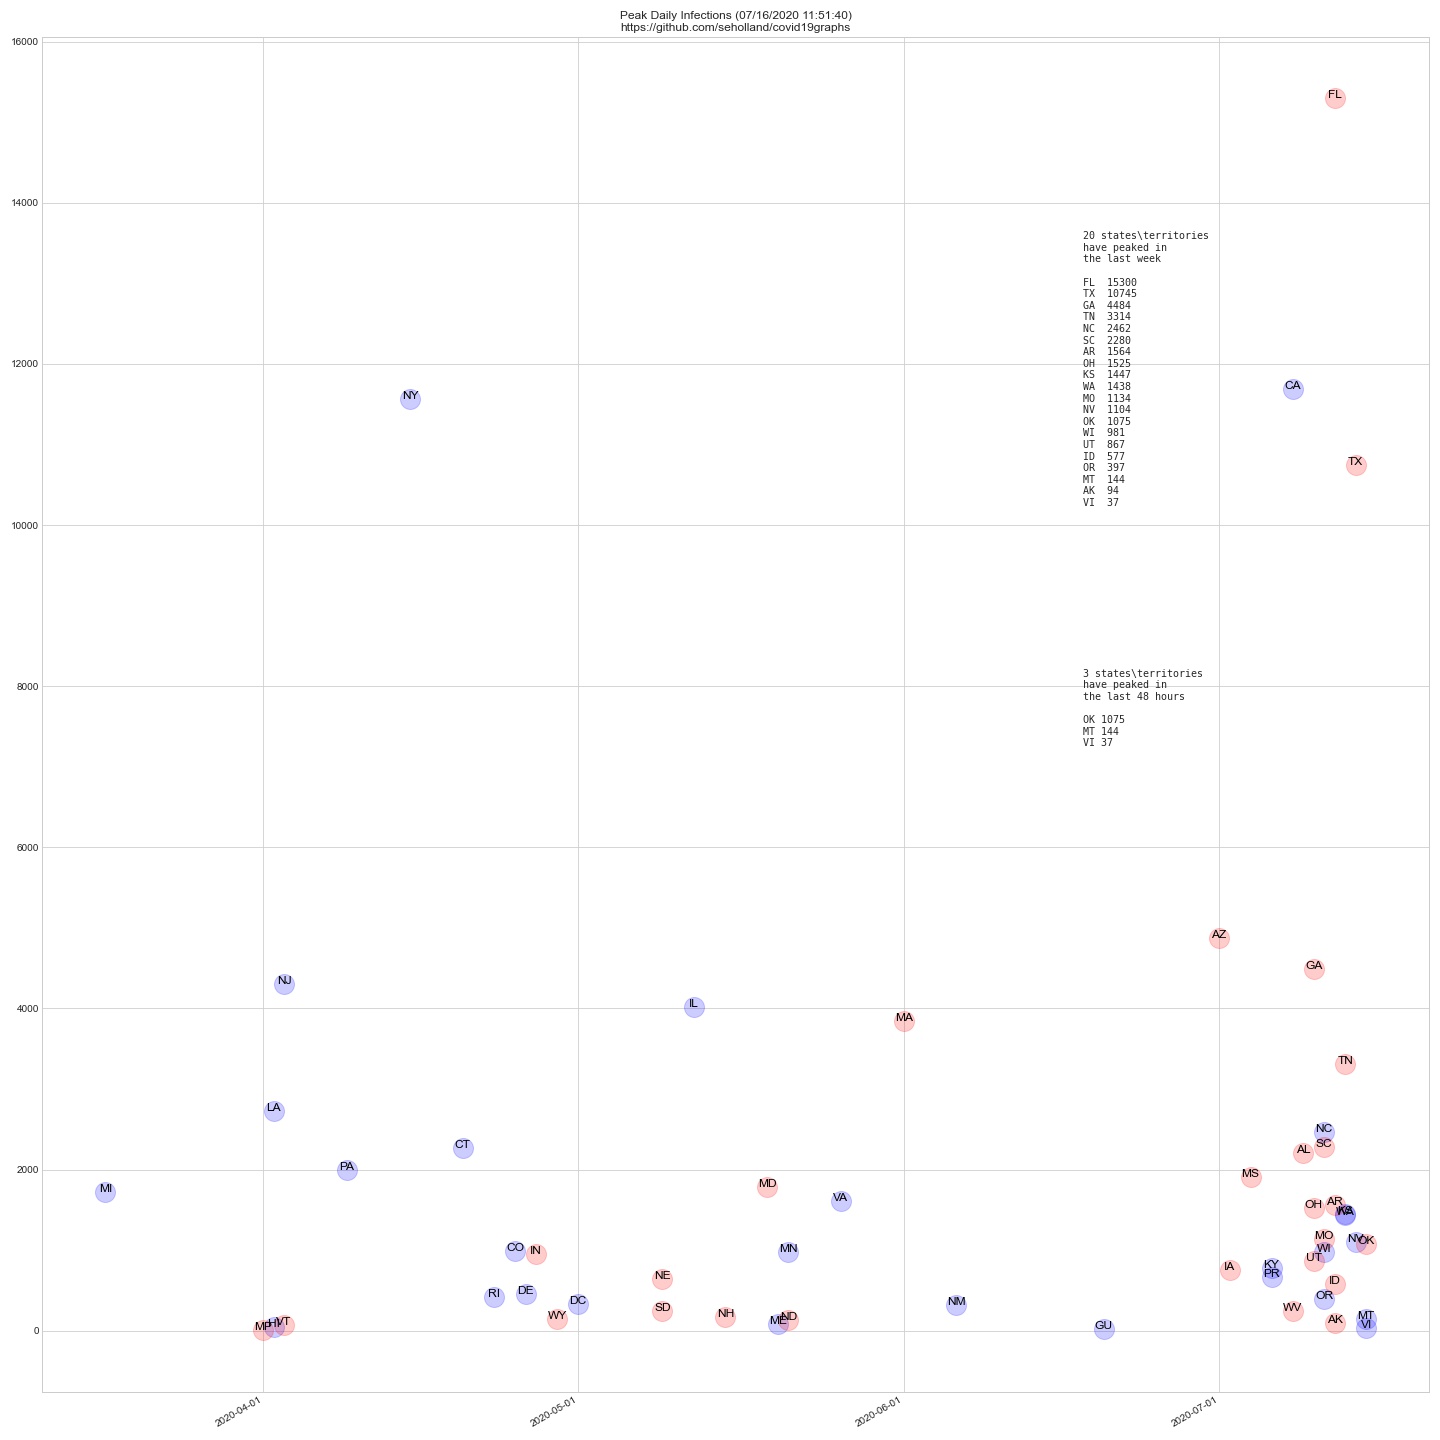 Peak Daily Infections (07/16/2020 11:51:40)
https://github.com/seholland/covid19graphs
16000
FL
14000
20 states\territories
have peaked in
the last week
FL 15300
TX 10745
GA 4484
TN 3314
NC 2462
SC 2280
AR 1564
OH 1525
KS 1447
WA 1438
MO 1134
NV 1104
OK 1075
WI 981
UT 867
ID 577
OR 397
MT 144
AK 94
VI 37
12000
NY
CA
TX
10000
8000
3 states\territories
have peaked in
the last 48 hours
OK 1075
MT 144
VI 37
6000
AZ
GA
NJ
IL
MA
4000
TN
LA
NC
SC
CT
AL
PA
MS
2000
MI
MD
VA
AR
OH
KS
WA
MO
NV
OK
CO
IN
MN
WI
UT
KY
PR
IA
NE
ID
RI
DE
OR
DC
NM
SD
WV
NH
WY
MT
ND
ME
AK
VT
HI
MP
GU
VI
0
2020-04-01
2020-05-01
2020-06-01
2020-07-01